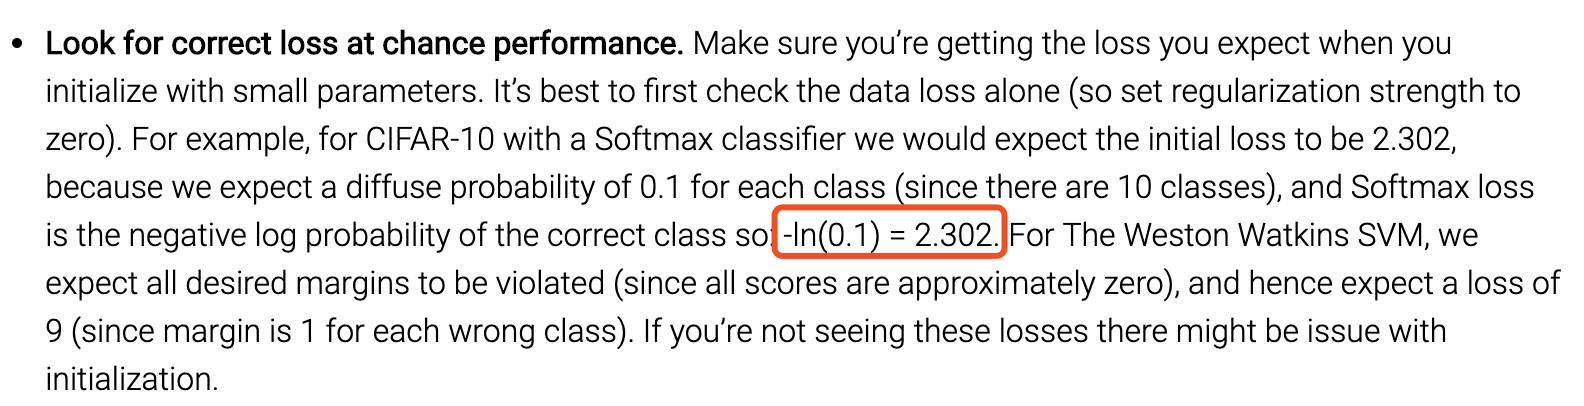 • Look for correct loss at chance performance. Make sure you’re getting the loss you expect when you
initialize with small parameters. It’s best to first check the data loss alone (so set regularization strength to
zero). For example, for CIFAR-10 with a Softmax classifier we would expect the initial loss to be 2.302,
because we expect a diffuse probability of 0.1 for each class (since there are 10 classes), and Softmax loss
is the negative log probability of the correct class so: -ln(0.1) = 2.302. For The Weston Watkins SVM, we
expect all desired margins to be violated (since all scores are approximately zero), and hence expect a loss of
9 (since margin is 1 for each wrong class). If you’re not seeing these losses there might be issue with
initialization.